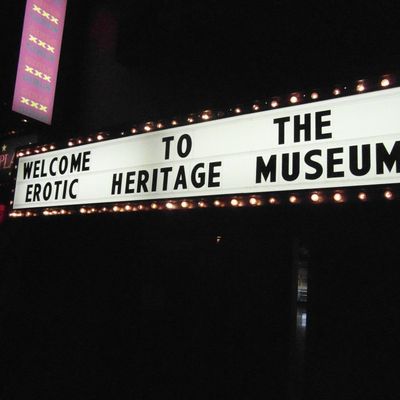 XXX
XXX
XXX
XXX
WELCOME TO THE
EROTIC HERITAGE MUSEUM